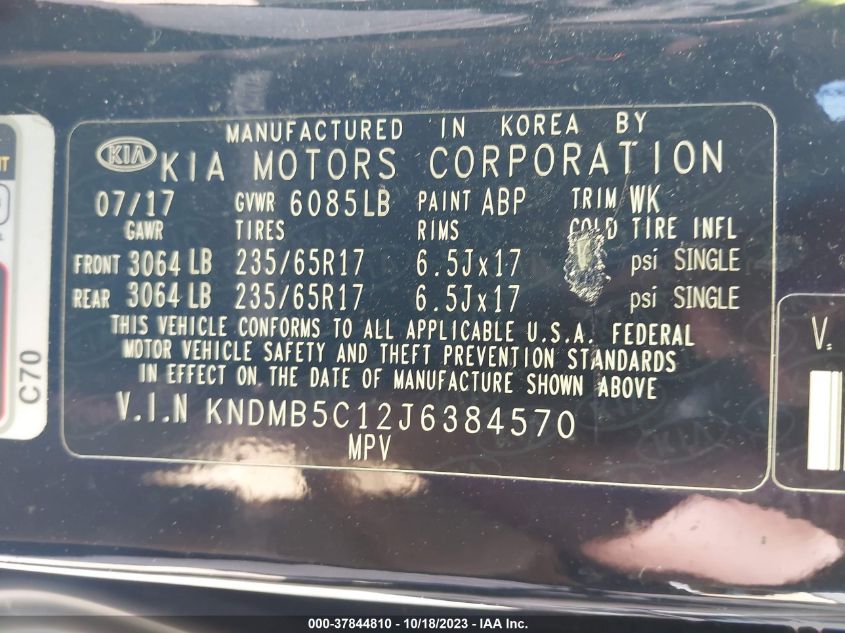 MANUFACTURED IN KOREA BY
KIA KIA MOTORS CORPORATION
07/17 GVWR 6085LB PAINT ABP TRIM WK
GAWR TIRES RIMS COLD TIRE INFL
FRONT 3064 LB 235/65R17 6.5Jx17 psi SINGLE
REAR 3064 LB 235/65R17 6.5Jx17 psi SINGLE
THIS VEHICLE CONFORMS TO ALL APPLICABLE U.S.A. FEDERAL
MOTOR VEHICLE SAFETY AND THEFT PREVENTION STANDARDS
IN EFFECT ON THE DATE OF MANUFACTURE SHOWN ABOVE
V.I.N KNDMB5C12J6384570
MPV
C70
V.
000-37844810 / 10/18/2023 / IAA Inc.